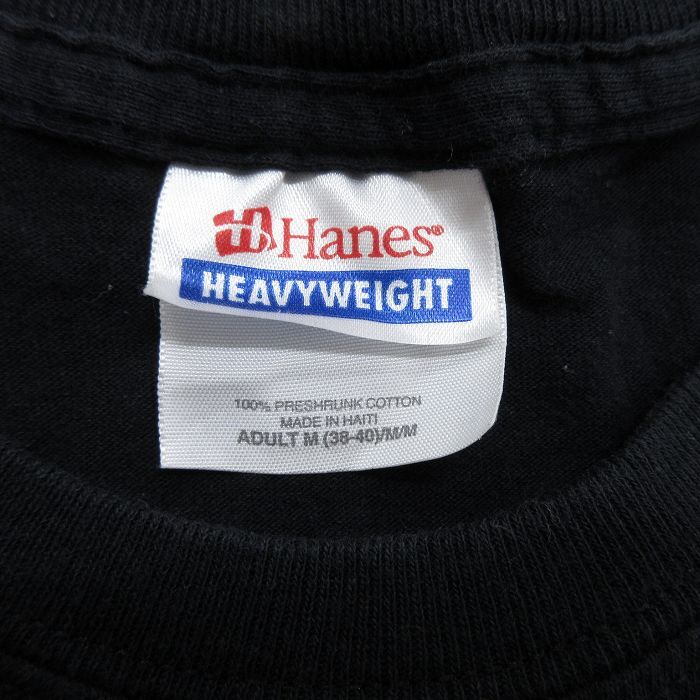 Hanes®
HEAVYWEIGHT
100% PRESHRUNK COTTON
MADE IN HAITI
ADULT M (38-40)/M/M